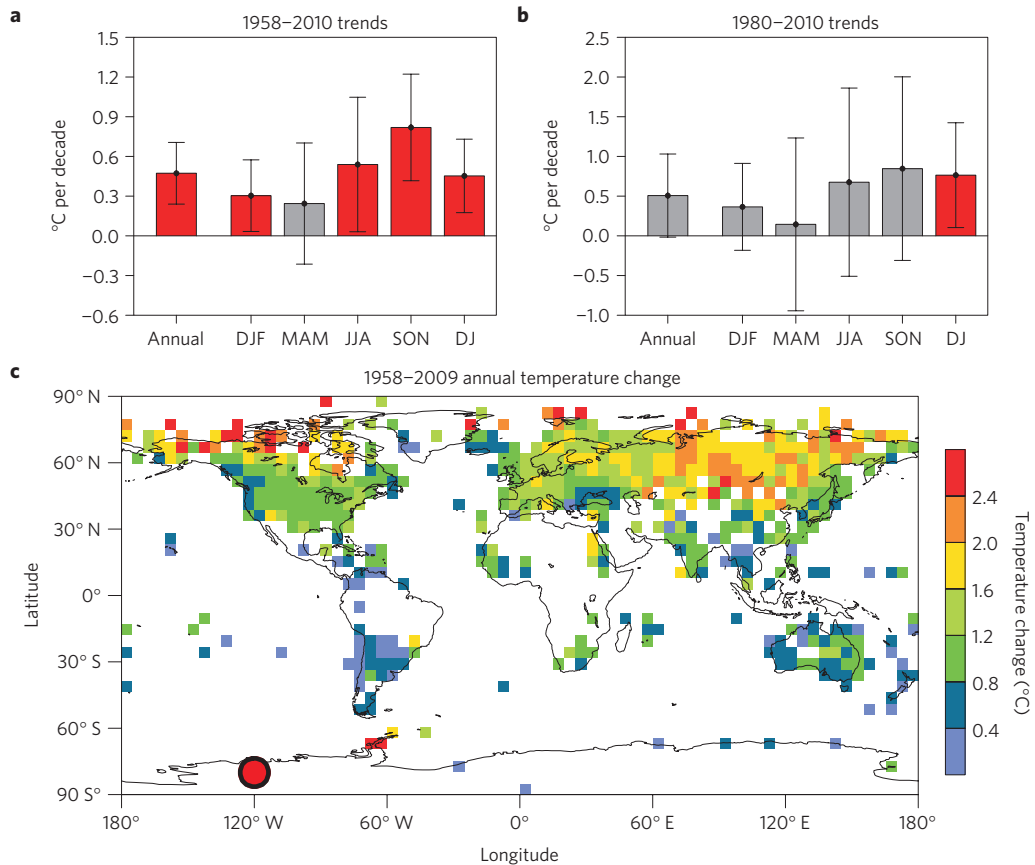 a
1958–2010 trends
°C per decade
1.5
1.2
0.9
0.6
0.3
0.0
−0.3
−0.6
Annual DJF MAM JJA SON DJ
b
1980–2010 trends
°C per decade
2.5
2.0
1.5
1.0
0.5
0.0
−0.5
−1.0
Annual DJF MAM JJA SON DJ
c
1958–2009 annual temperature change
Latitude
90° N
60° N
30° N
0°
30° S
60° S
90 S°
180° 120° W 60° W 0° 60° E 120 E° 180°
Longitude
2.4
2.0
1.6
1.2
0.8
0.4
Temperature change (°C)